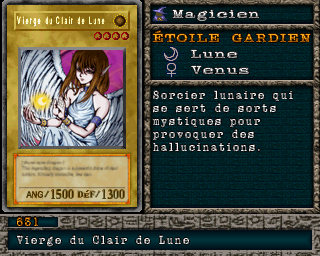 Vierge du Clair de Lune
ANG/1500 DéF/1300
Magicien
ÉTOILE GARDIEN
Lune
Venus
Sorcier lunaire qui
se sert de sorts
mystiques pour
provoquer des
hallucinations.
631
Vierge du Clair de Lune